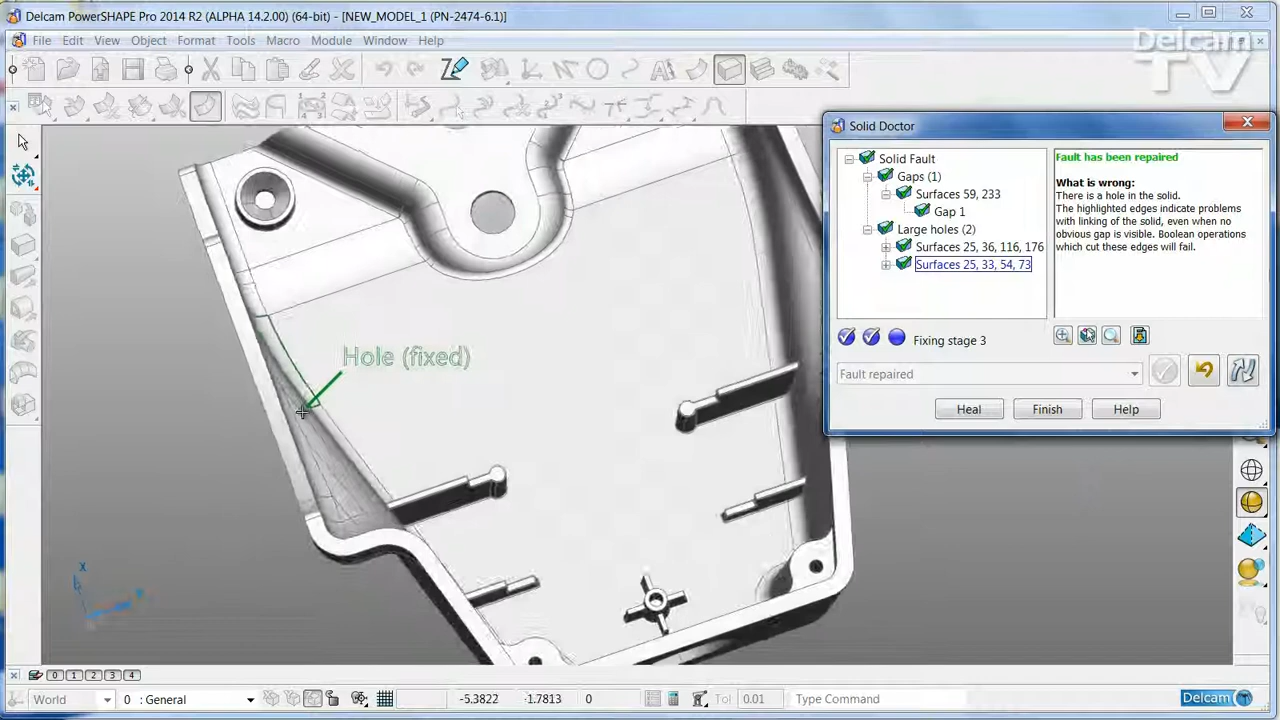 Delcam PowerSHAPE Pro 2014 R2 (ALPHA 14.2.00) (64-bit) - [NEW_MODEL_1 (PN-2474-6.1)]
File Edit View Object Format Tools Macro Module Window Help
Delcam
TV
Solid Doctor
Solid Fault
Gaps (1)
Surfaces 59, 233
Gap 1
Large holes (2)
Surfaces 25, 36, 116, 176
Surfaces 25, 33, 54, 73
Fault has been repaired
What is wrong:
There is a hole in the solid.
The highlighted edges indicate problems
with linking of the solid, even when no
obvious gap is visible. Boolean operations
which cut these edges will fail.
Fixing stage 3
Fault repaired
Heal Finish Help
Hole (fixed)
X
Y
0 1 2 3 4
World 0 : General -5.3822 -1.7813 0 Tol 0.01 Type Command Delcam